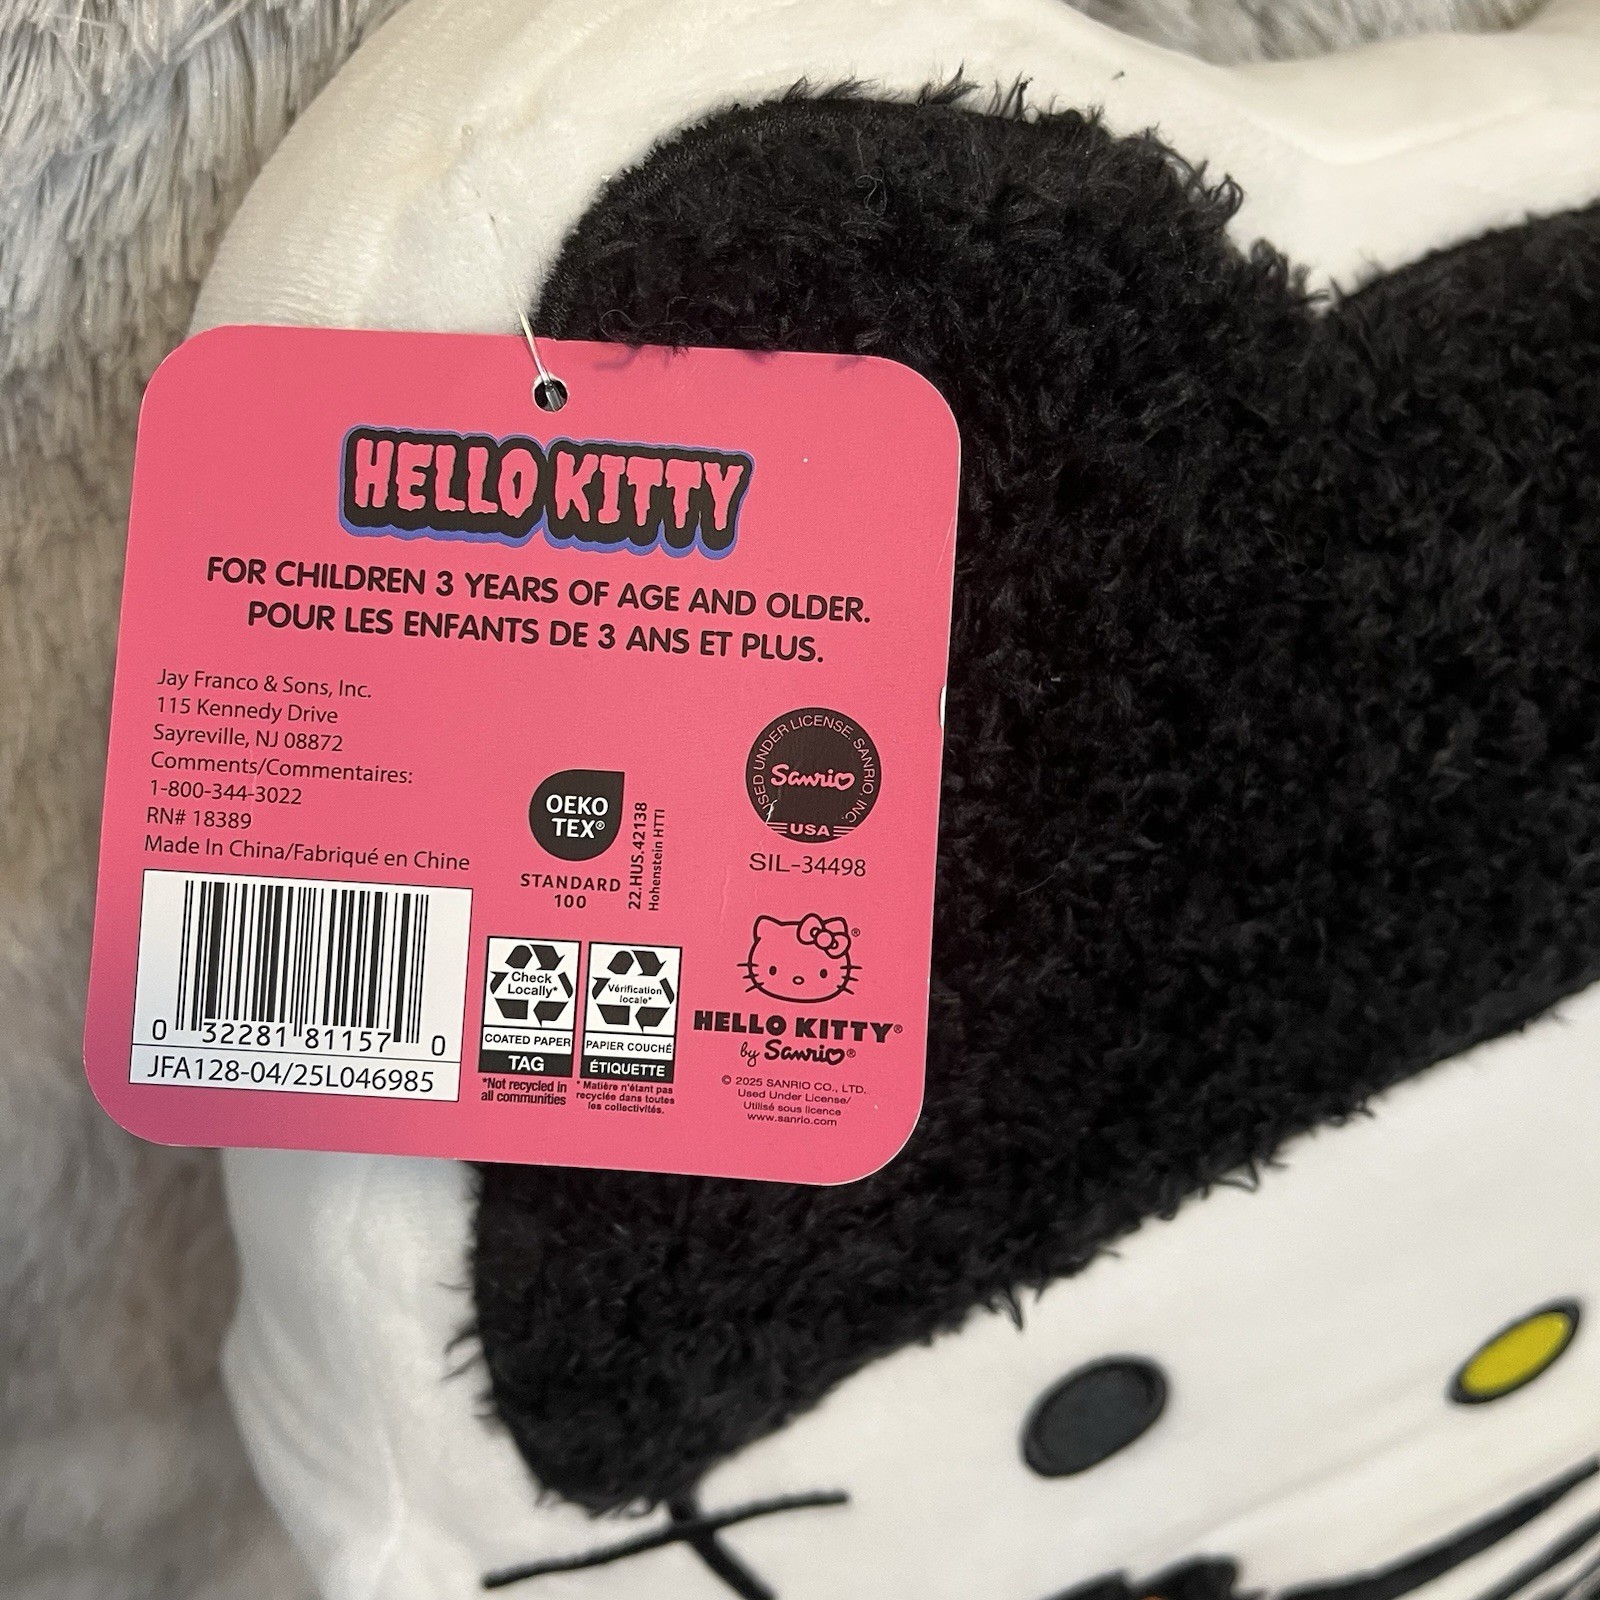 HELLO KITTY
FOR CHILDREN 3 YEARS OF AGE AND OLDER.
POUR LES ENFANTS DE 3 ANS ET PLUS.
Jay Franco & Sons, Inc.
115 Kennedy Drive
Sayreville, NJ 08872
Comments/Commentaires:
1-800-344-3022
RN# 18389
Made In China/Fabriqué en Chine
0 32281 81157 0
JFA128-04/25L046985
OEKO
TEX®
STANDARD
100
22.HUS.42138
Hohenstein HTTI
Check
Locally*
COATED PAPER
TAG
*Not recycled in
all communities
Vérification
locale*
PAPIER COUCHÉ
ÉTIQUETTE
* Matière n'étant pas
recyclée dans toutes
les collectivités.
USED UNDER LICENSE. SANRIO, INC.
Sanrio
USA
SIL-34498
®
HELLO KITTY®
by Sanrio®
© 2025 SANRIO CO., LTD.
Used Under License/
Utilisé sous licence
www.sanrio.com